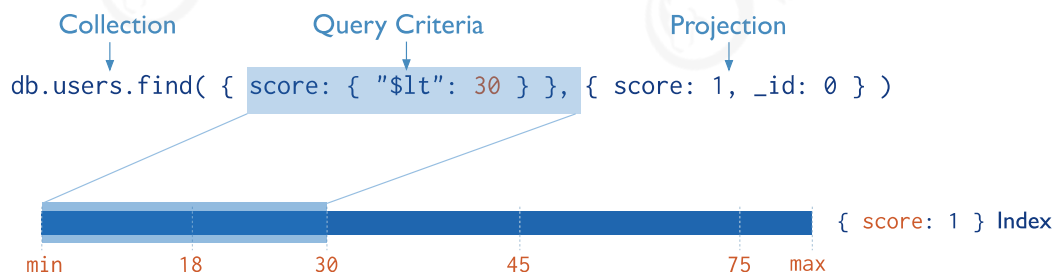 Collection Query Criteria Projection
db.users.find( { score: { "$lt": 30 } }, { score: 1, _id: 0 } )
{ score: 1 } Index
min 18 30 45 75 max